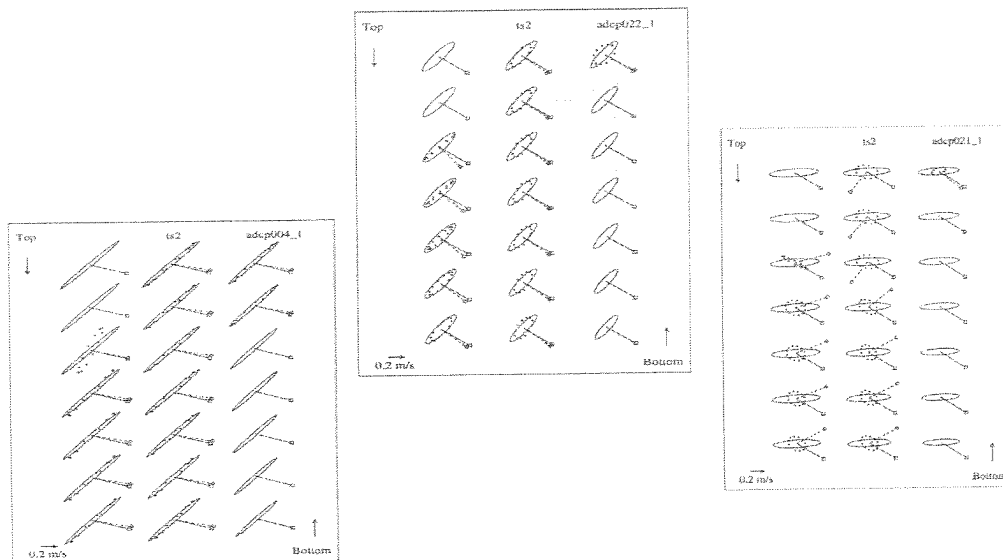 Top ts2 adcp022_1
0.2 m/s
Bottom
Top ts2 adcp021_1
0.2 m/s
Bottom
Top ts2 adcp004_1
0.2 m/s
Bottom